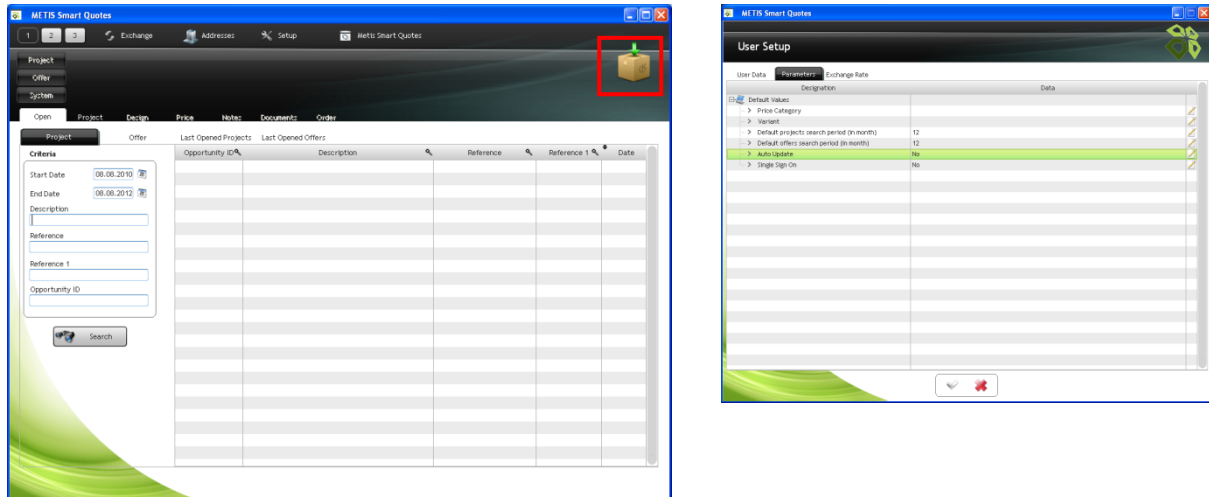 METIS Smart Quotes
1 2 3 Exchange Addresses Setup Metis Smart Quotes
Project
Offer
System
Open Project Design Price Notes Documents Order
Project Offer Last Opened Projects Last Opened Offers
Criteria
Opportunity ID Description Reference Reference 1 Date
Start Date 08.08.2010
End Date 08.08.2012
Description
Reference
Reference 1
Opportunity ID
Search
METIS Smart Quotes
User Setup
User Data Parameters Exchange Rate
Designation Data
Default Values
Price Category
Variant
Default projects search period (in month) 12
Default offers search period (in month) 12
Auto Update No
Single Sign On No